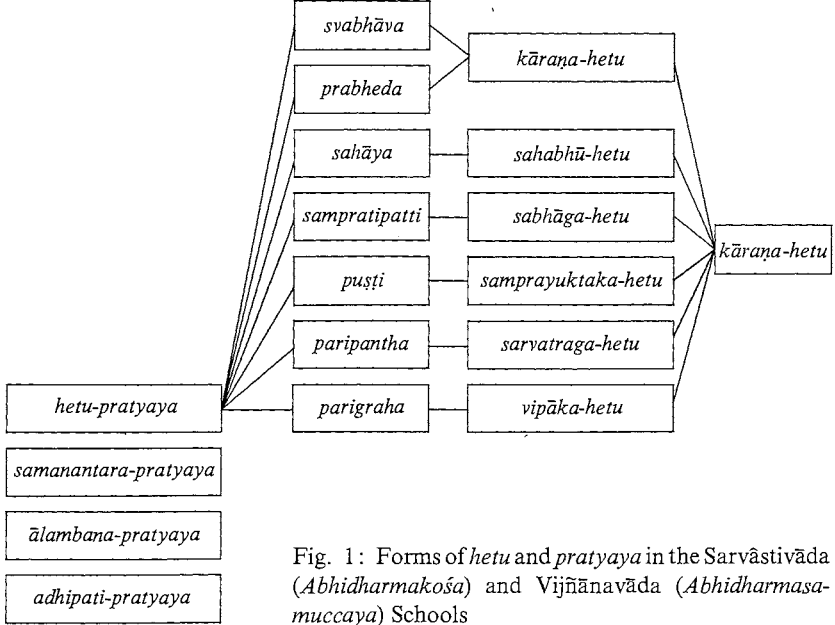 svabhāva
kāraṇa-hetu
prabheda
sahāya
sahabhū-hetu
sampratipatti
sabhāga-hetu
kāraṇa-hetu
puṣṭi
samprayuktaka-hetu
paripantha
sarvatraga-hetu
hetu-pratyaya
parigraha
vipāka-hetu
samanantara-pratyaya
ālambana-pratyaya
adhipati-pratyaya
Fig. 1: Forms of hetu and pratyaya in the Sarvâstivāda
(Abhidharmakośa) and Vijñānavāda (Abhidharmasa-
muccaya) Schools